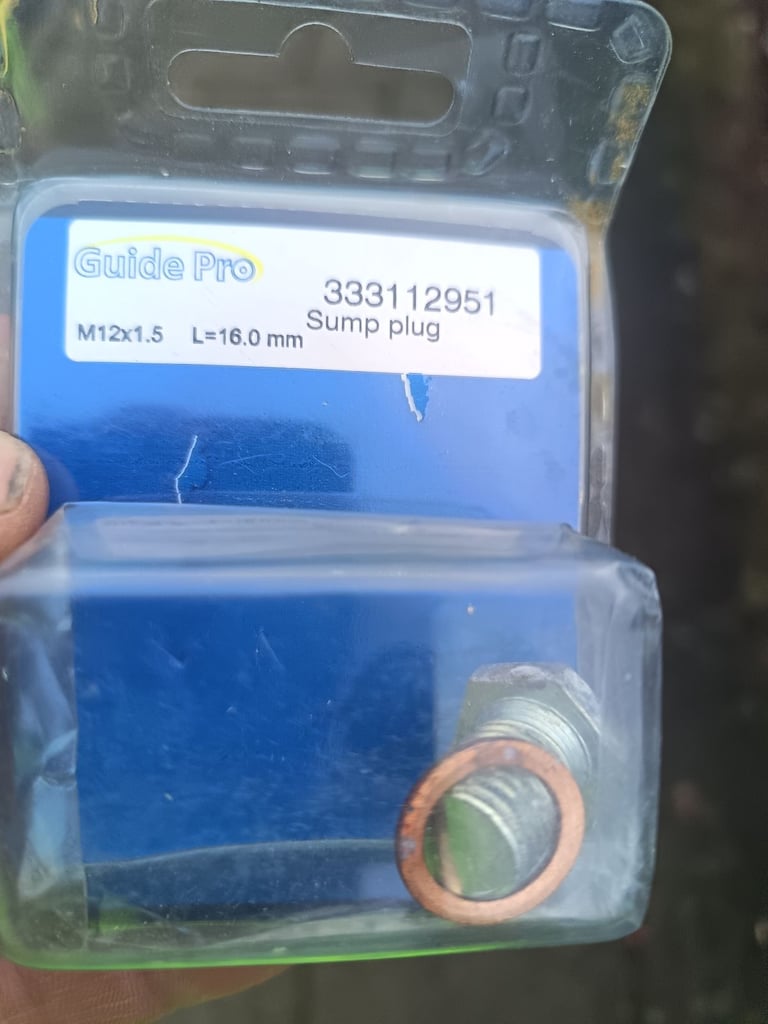 Guide Pro
333112951
Sump plug
M12x1.5 L=16.0 mm